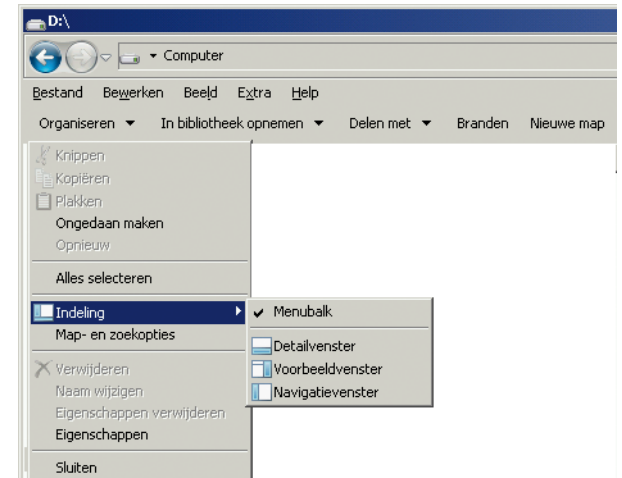 D:\
Computer
Bestand Bewerken Beeld Extra Help
Organiseren In bibliotheek opnemen Delen met Branden Nieuwe map
Knippen
Kopiëren
Plakken
Ongedaan maken
Opnieuw
Alles selecteren
Indeling
Menubalk
Map- en zoekopties
Detailvenster
Verwijderen
Voorbeeldvenster
Naam wijzigen
Navigatievenster
Eigenschappen verwijderen
Eigenschappen
Sluiten